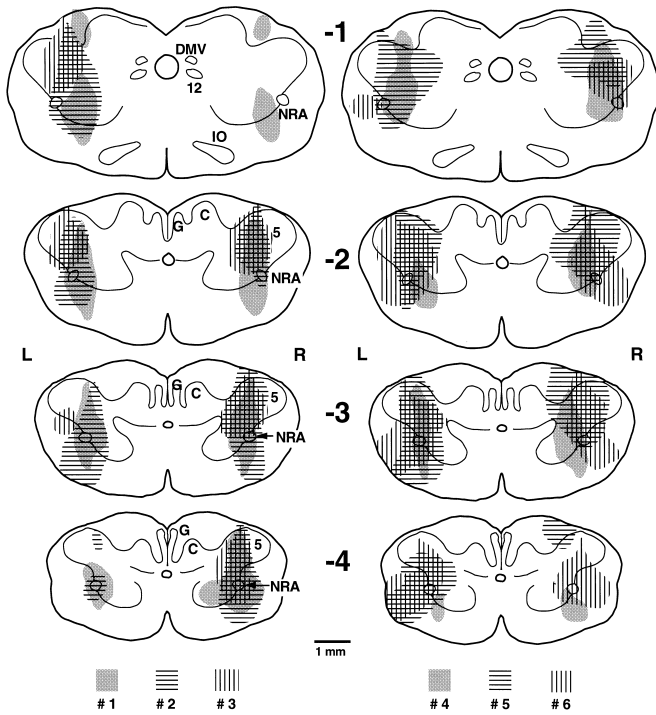 -1
DMV
12
NRA
IO
-2
G C 5
NRA
L R L R
-3
G C 5
NRA
-4
G
C 5
NRA
1 mm
# 1 # 2 # 3 # 4 # 5 # 6